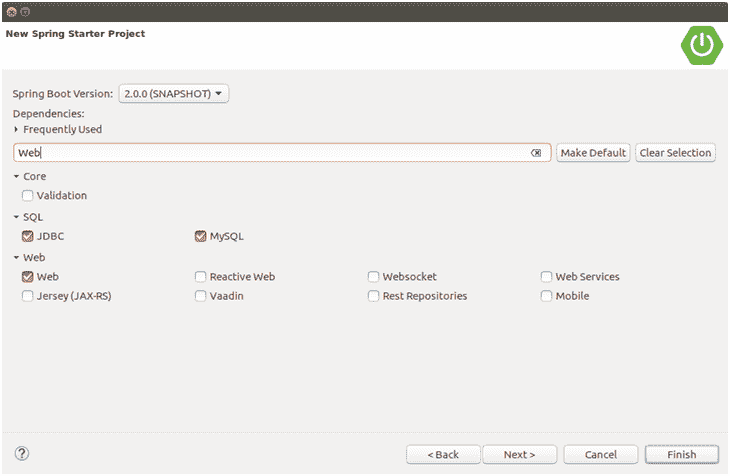 New Spring Starter Project
Spring Boot Version: 2.0.0 (SNAPSHOT)
Dependencies:
Frequently Used
Web Make Default Clear Selection
Core
Validation
SQL
JDBC MySQL
Web
Web Reactive Web Websocket Web Services
Jersey (JAX-RS) Vaadin Rest Repositories Mobile
? < Back Next > Cancel Finish